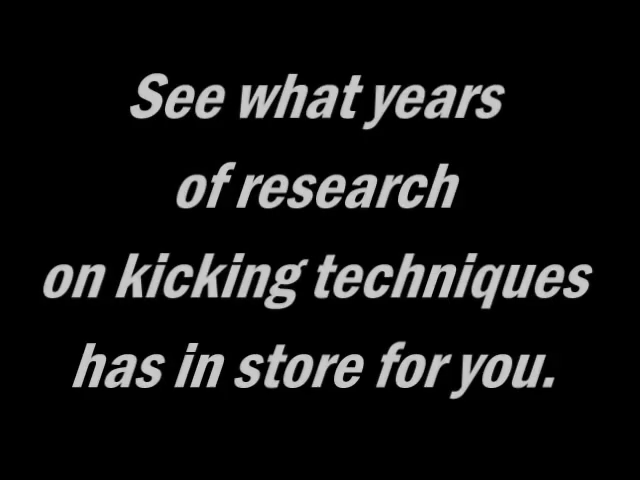 See what years
of research
on kicking techniques
has in store for you.